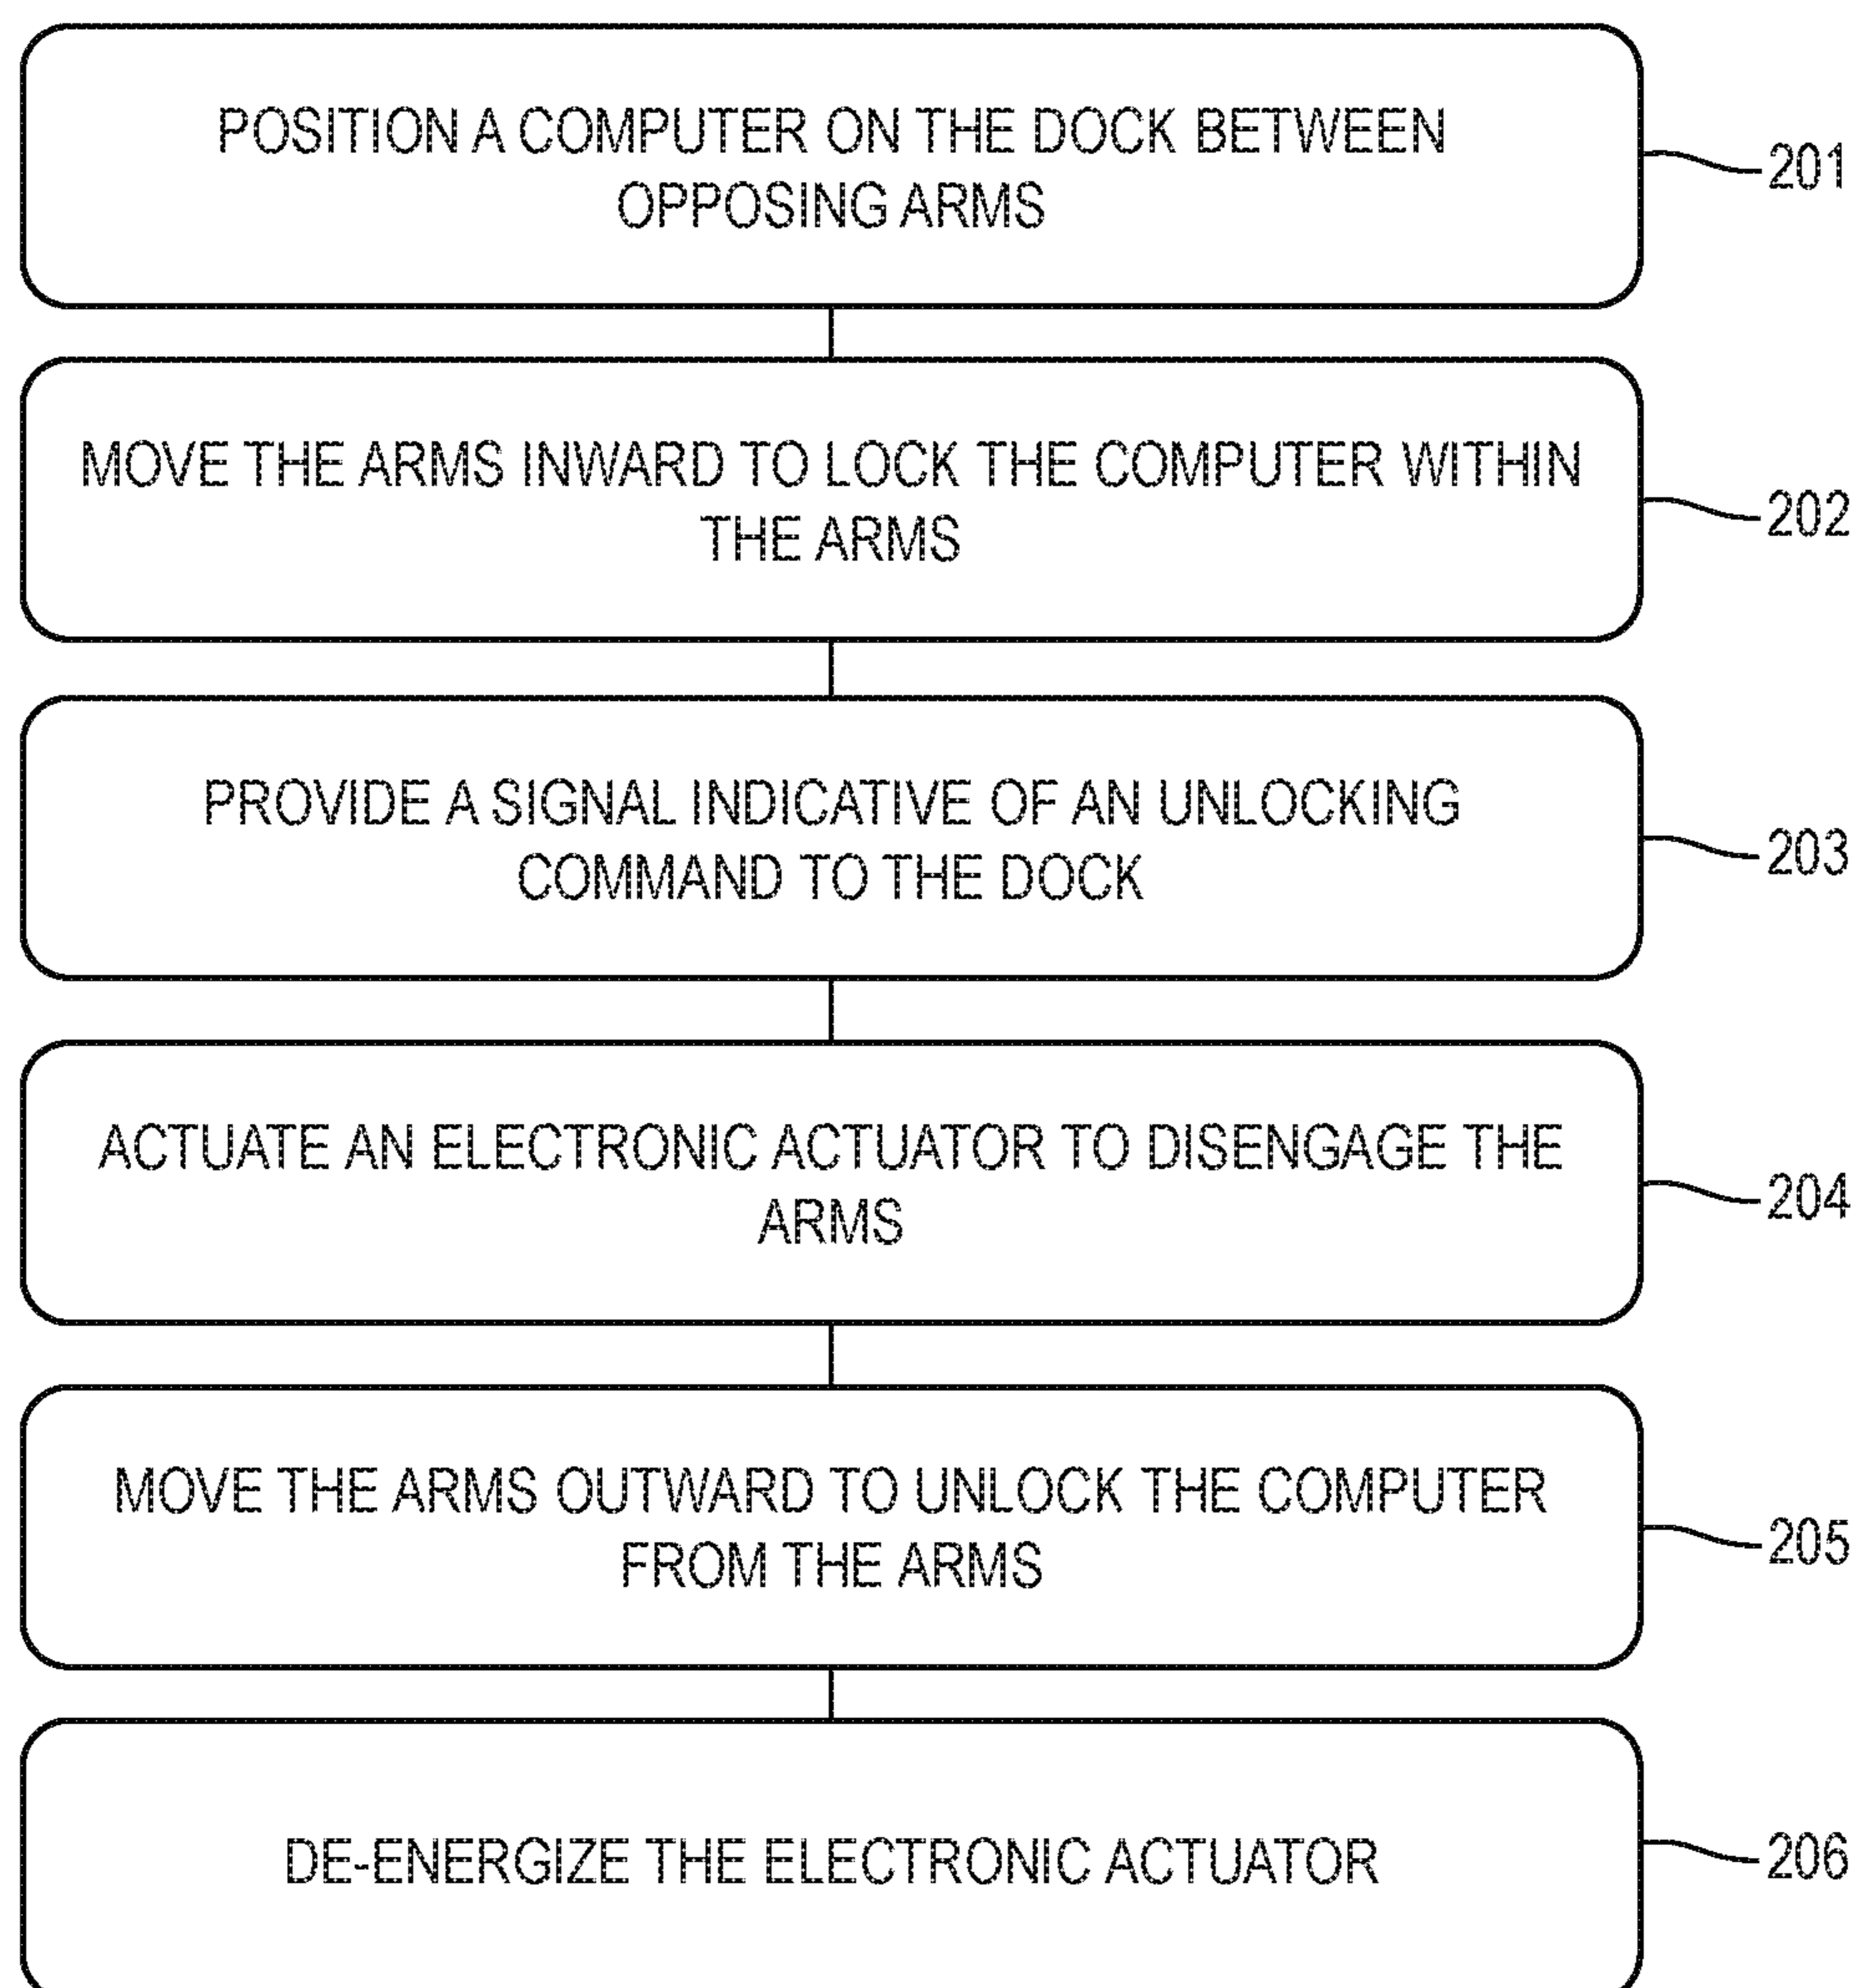 POSITION A COMPUTER ON THE DOCK BETWEEN
OPPOSING ARMS
201
MOVE THE ARMS INWARD TO LOCK THE COMPUTER WITHIN
THE ARMS
202
PROVIDE A SIGNAL INDICATIVE OF AN UNLOCKING
COMMAND TO THE DOCK
203
ACTUATE AN ELECTRONIC ACTUATOR TO DISENGAGE THE
ARMS
204
MOVE THE ARMS OUTWARD TO UNLOCK THE COMPUTER
FROM THE ARMS
205
DE-ENERGIZE THE ELECTRONIC ACTUATOR
206